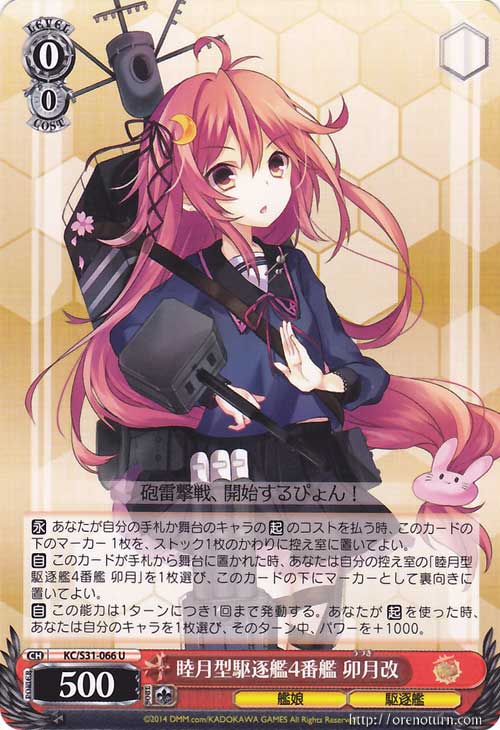 LEVEL
0
0
COST
砲雷撃戦、開始するぴょん！
永 あなたが自分の手札か舞台のキャラの 起 のコストを払う時、このカードの
下のマーカー1枚を、ストック1枚のかわりに控え室に置いてよい。
自 このカードが手札から舞台に置かれた時、あなたは自分の控え室の「睦月型
駆逐艦4番艦 卯月」を1枚選び、このカードの下にマーカーとして裏向きに
置いてよい。
自 この能力は1ターンにつき1回まで発動する。あなたが 起 を使った時、
あなたは自分のキャラを1枚選び、そのターン中、パワーを+1000。
CH KC/S31-066 U
うづき
睦月型駆逐艦4番艦 卯月改
POWER
500
SOUL
艦娘
駆逐艦
©2014 DMM.com/KADOKAWA GAMES All Rights Reserved.
http://orenoturn.com/